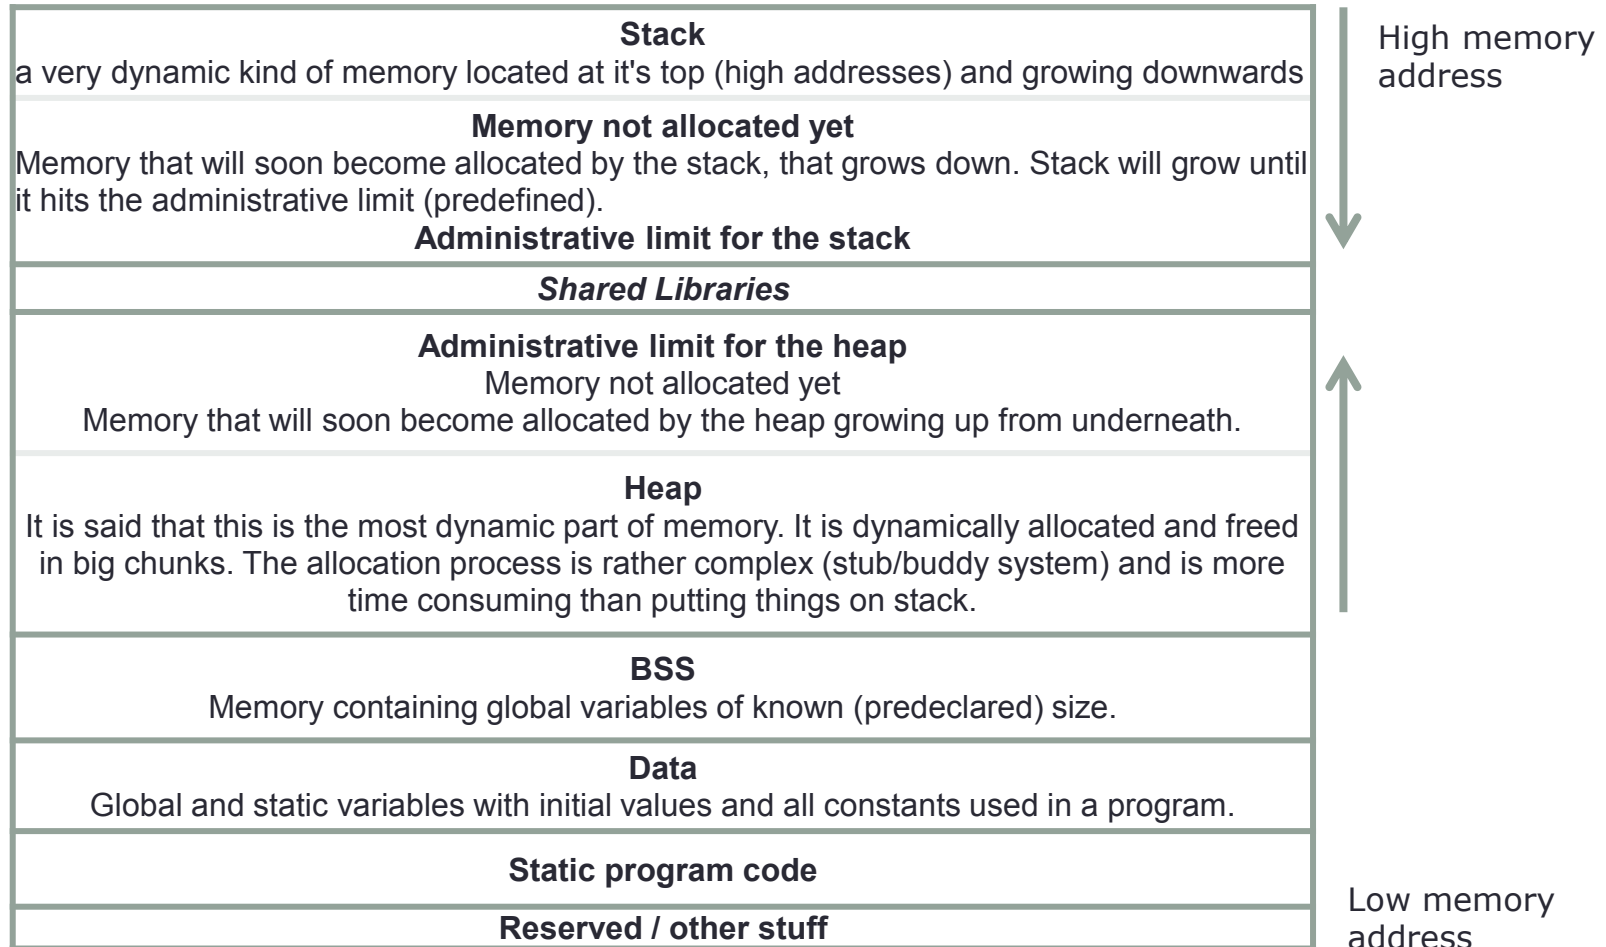 Stack
a very dynamic kind of memory located at it's top (high addresses) and growing downwards
High memory
address
Memory not allocated yet
Memory that will soon become allocated by the stack, that grows down. Stack will grow until
it hits the administrative limit (predefined).
Administrative limit for the stack
Shared Libraries
Administrative limit for the heap
Memory not allocated yet
Memory that will soon become allocated by the heap growing up from underneath.
Heap
It is said that this is the most dynamic part of memory. It is dynamically allocated and freed
in big chunks. The allocation process is rather complex (stub/buddy system) and is more
time consuming than putting things on stack.
BSS
Memory containing global variables of known (predeclared) size.
Data
Global and static variables with initial values and all constants used in a program.
Static program code
Reserved / other stuff
Low memory
address